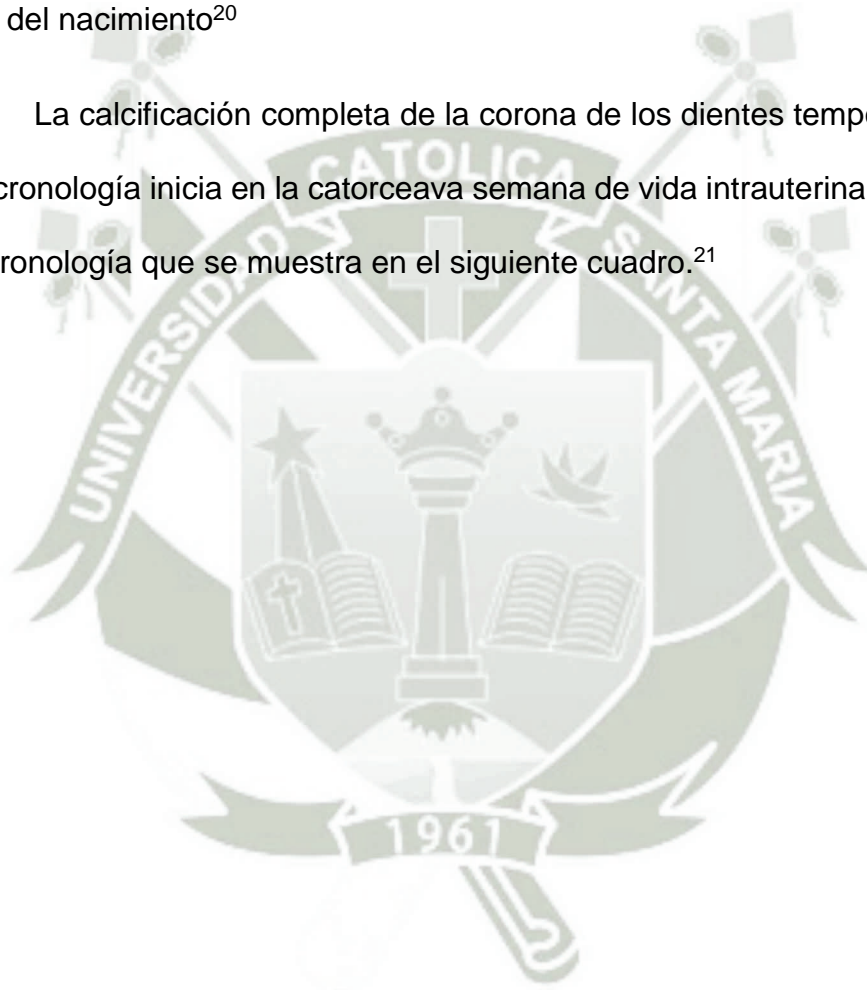 del nacimiento20
La calcificación completa de la corona de los dientes
cronología inicia en la catorceava semana de vida intrauterina
ronología que se muestra en el siguiente cuadro.21
UNIVERSIDAD CATOLICA SANTA MARIA
1961